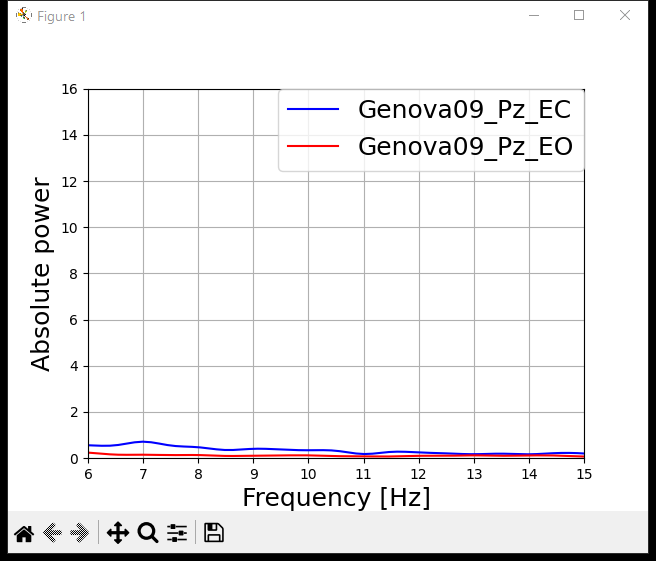 Figure 1
Genova09_Pz_EC
Genova09_Pz_EO
Absolute power
16
14
12
10
8
6
4
2
0
6 7 8 9 10 11 12 13 14 15
Frequency [Hz]